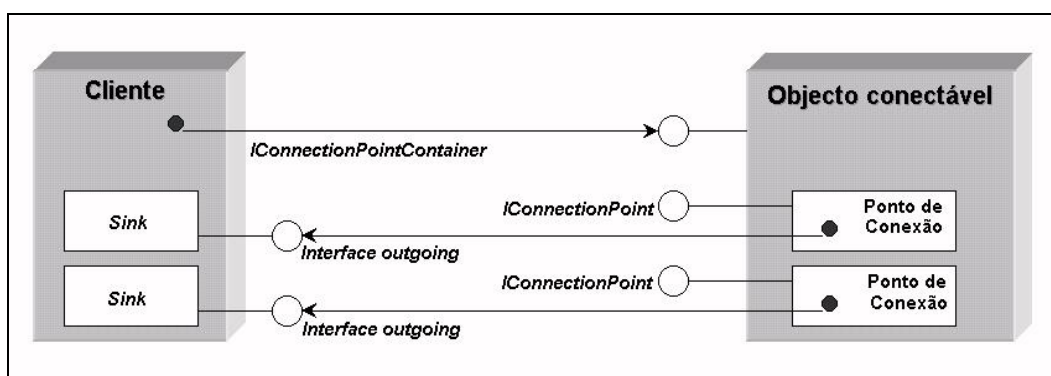 Cliente
Objecto conectável
IConnectionPointContainer
Sink
IConnectionPoint
Ponto de
Conexão
Interface outgoing
Sink
IConnectionPoint
Ponto de
Conexão
Interface outgoing